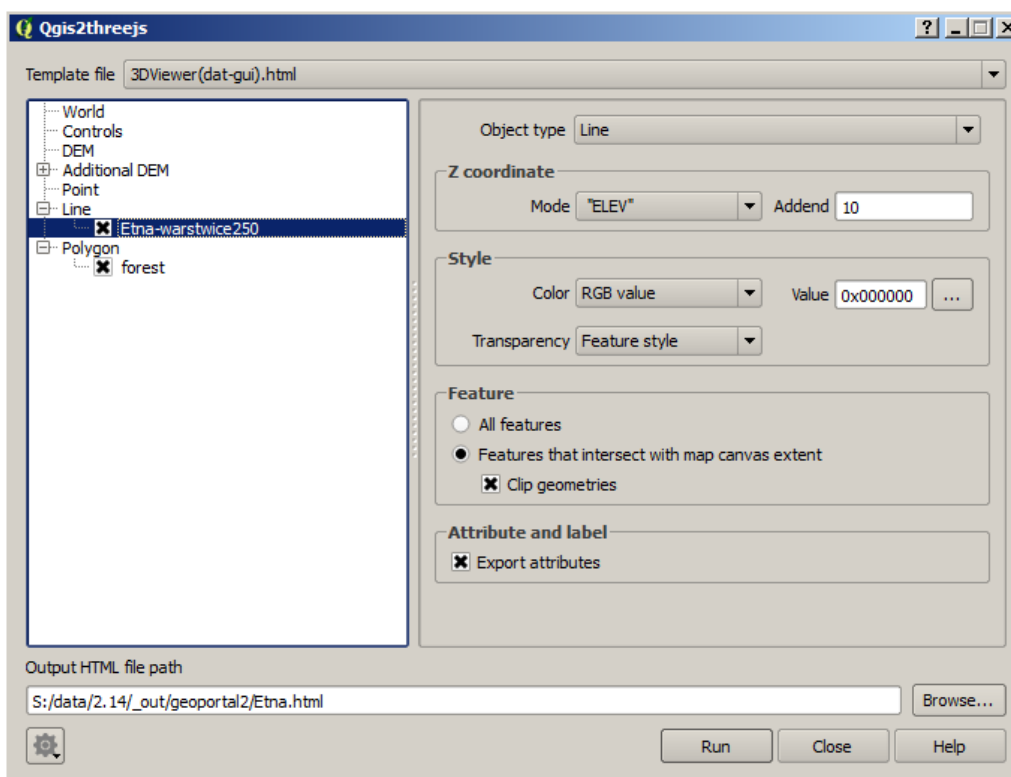 Qgis2threejs
Template file 3DViewer(dat-gui).html
World
Controls
DEM
Additional DEM
Point
Line
Etna-warstwice250
Polygon
forest
Object type Line
Z coordinate
Mode "ELEV" Addend 10
Style
Color RGB value Value 0x000000 ...
Transparency Feature style
Feature
All features
Features that intersect with map canvas extent
Clip geometries
Attribute and label
Export attributes
Output HTML file path
S:/data/2.14/_out/geoportal2/Etna.html Browse...
Run Close Help